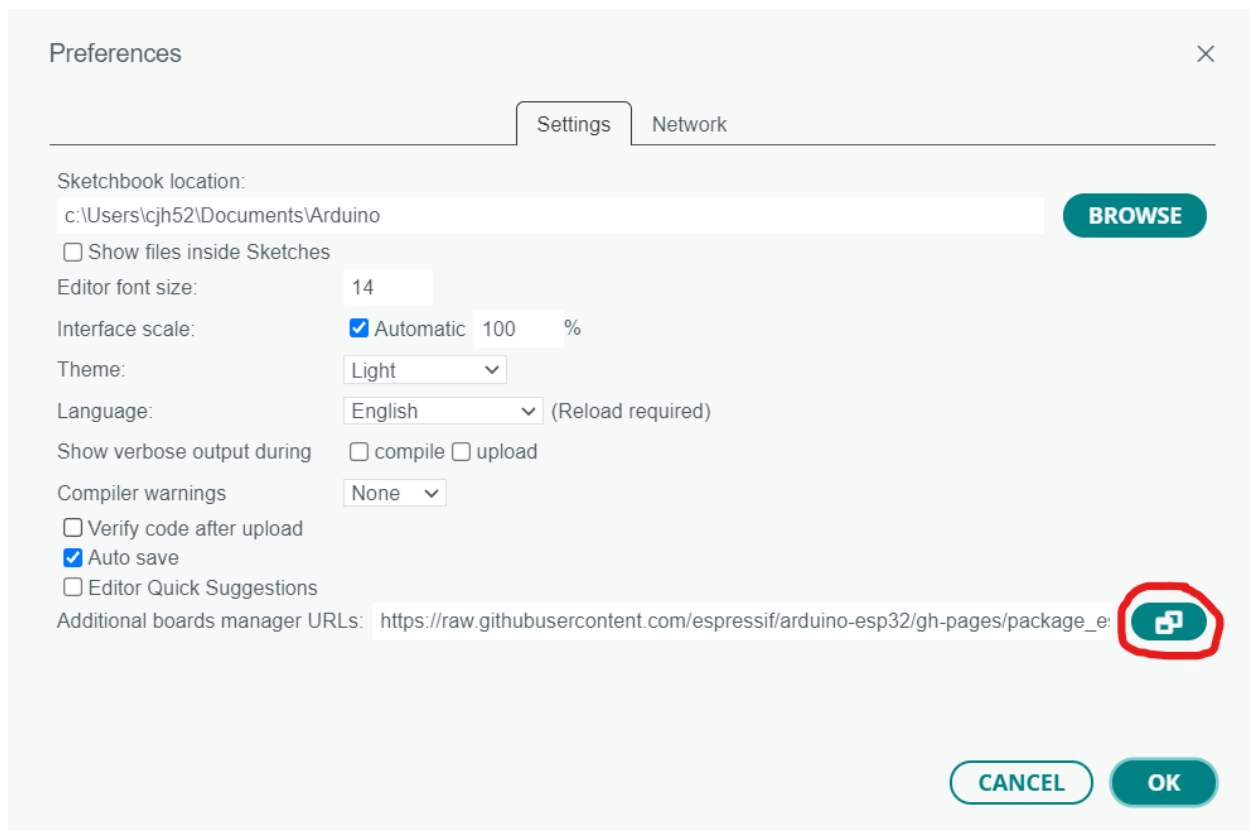 Preferences
Settings Network
Sketchbook location:
c:\Users\cjh52\Documents\Arduino
BROWSE
Show files inside Sketches
Editor font size: 14
Interface scale: Automatic 100 %
Theme: Light
Language: English (Reload required)
Show verbose output during compile upload
Compiler warnings None
Verify code after upload
Auto save
Editor Quick Suggestions
Additional boards manager URLs: https://raw.githubusercontent.com/espressif/arduino-esp32/gh-pages/package_e
CANCEL OK